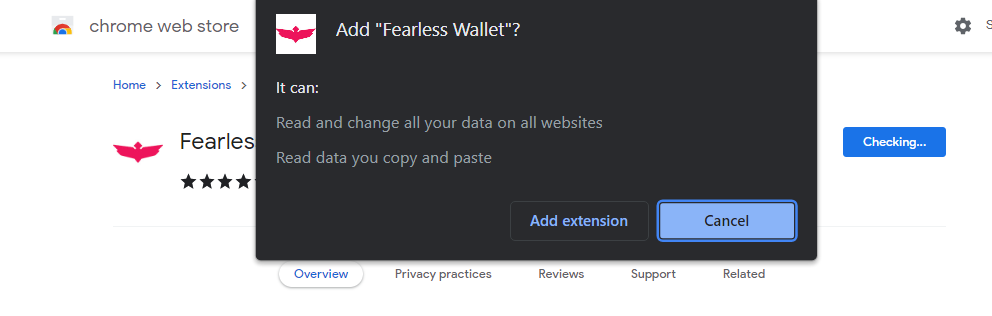 chrome web store
Add "Fearless Wallet"?
It can:
Home > Extensions >
Read and change all your data on all websites
Fearles
Checking...
Read data you copy and paste
Add extension
Cancel
Overview
Privacy practices
Reviews
Support
Related